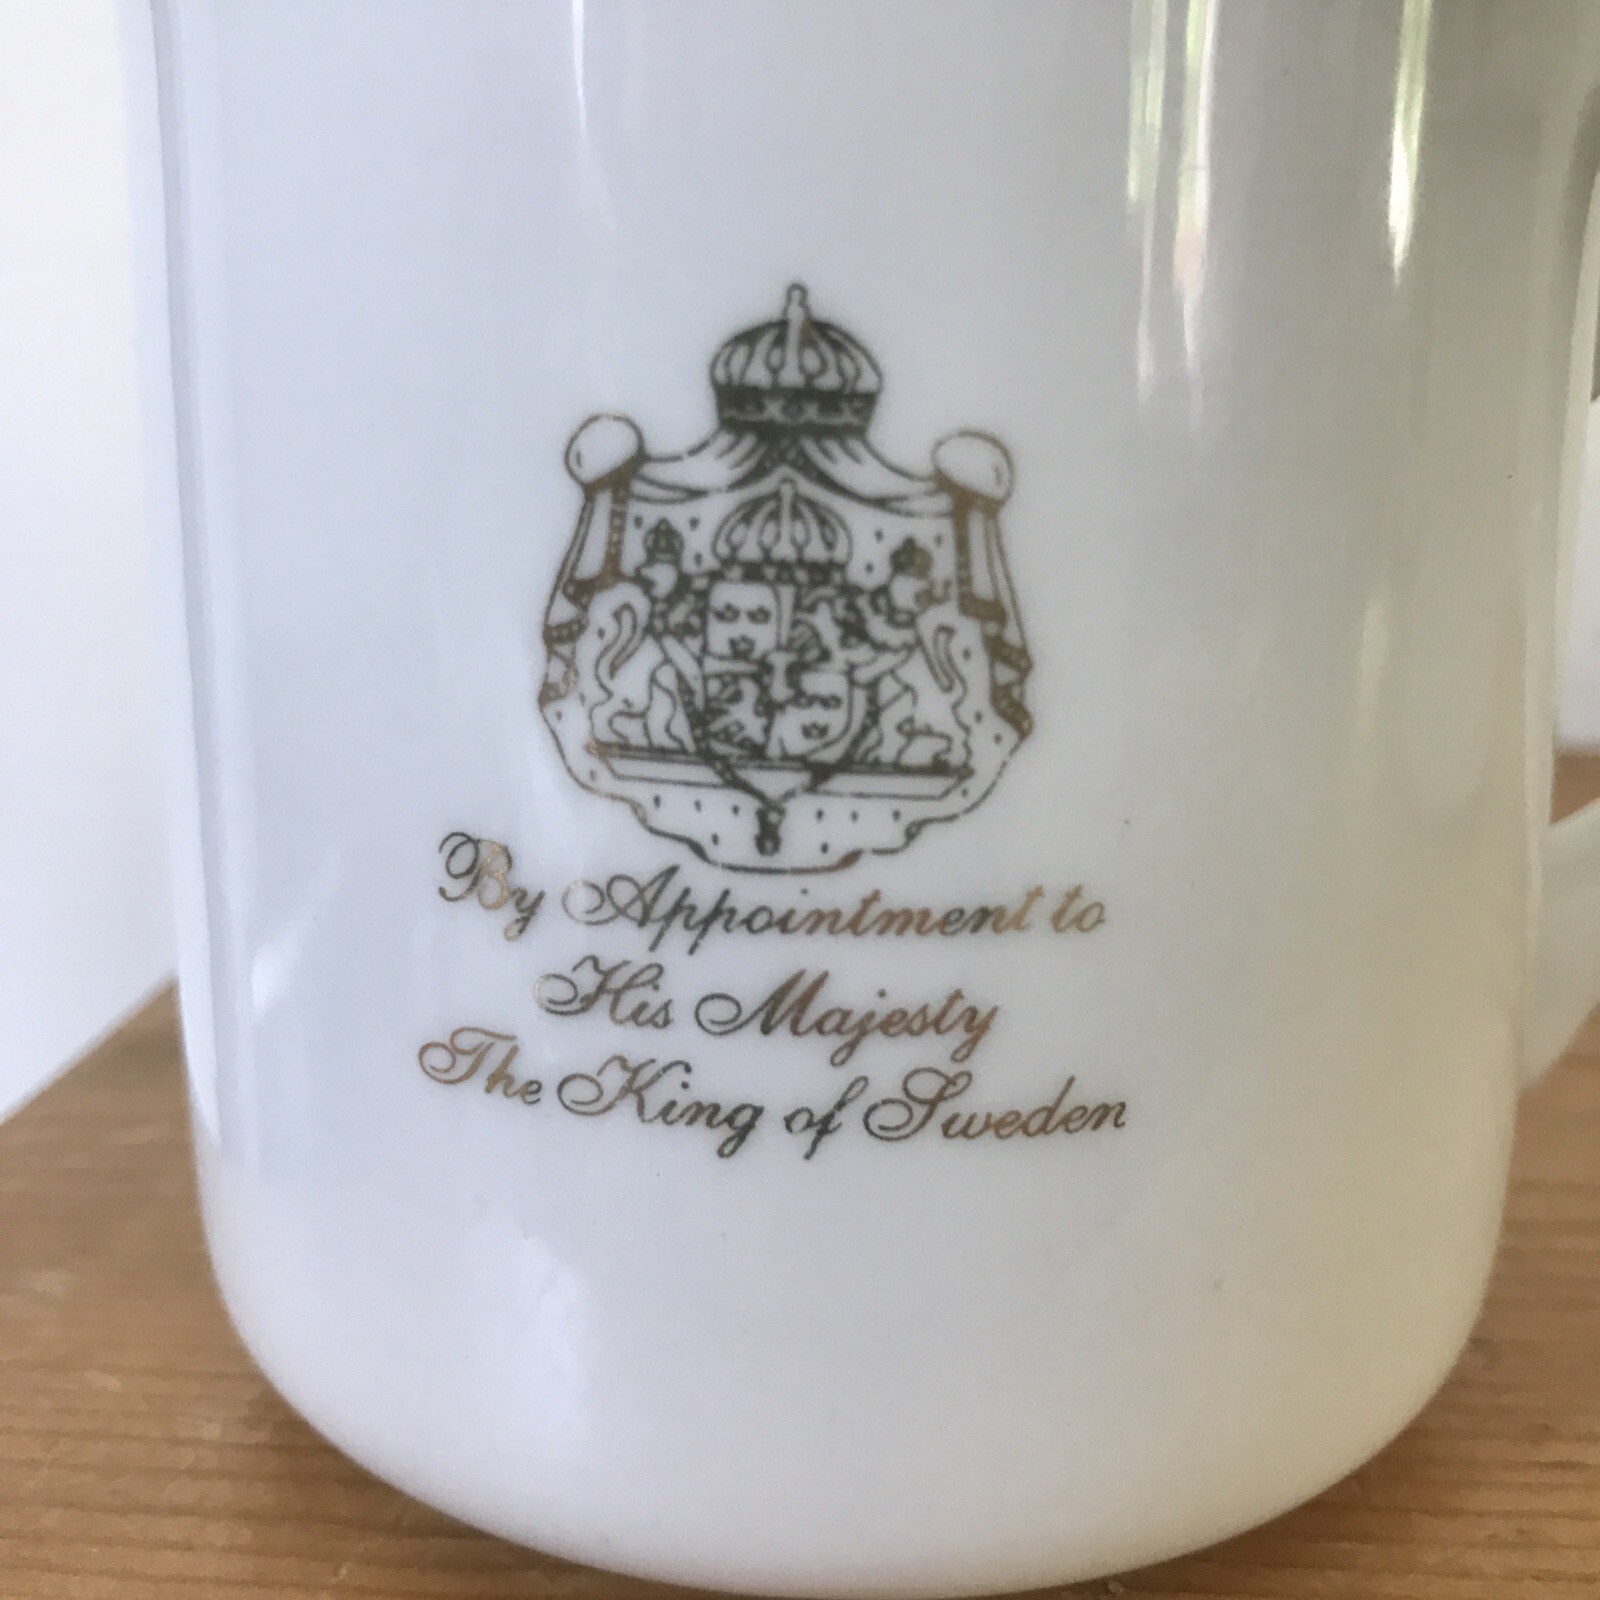 By Appointment to
His Majesty
The King of Sweden